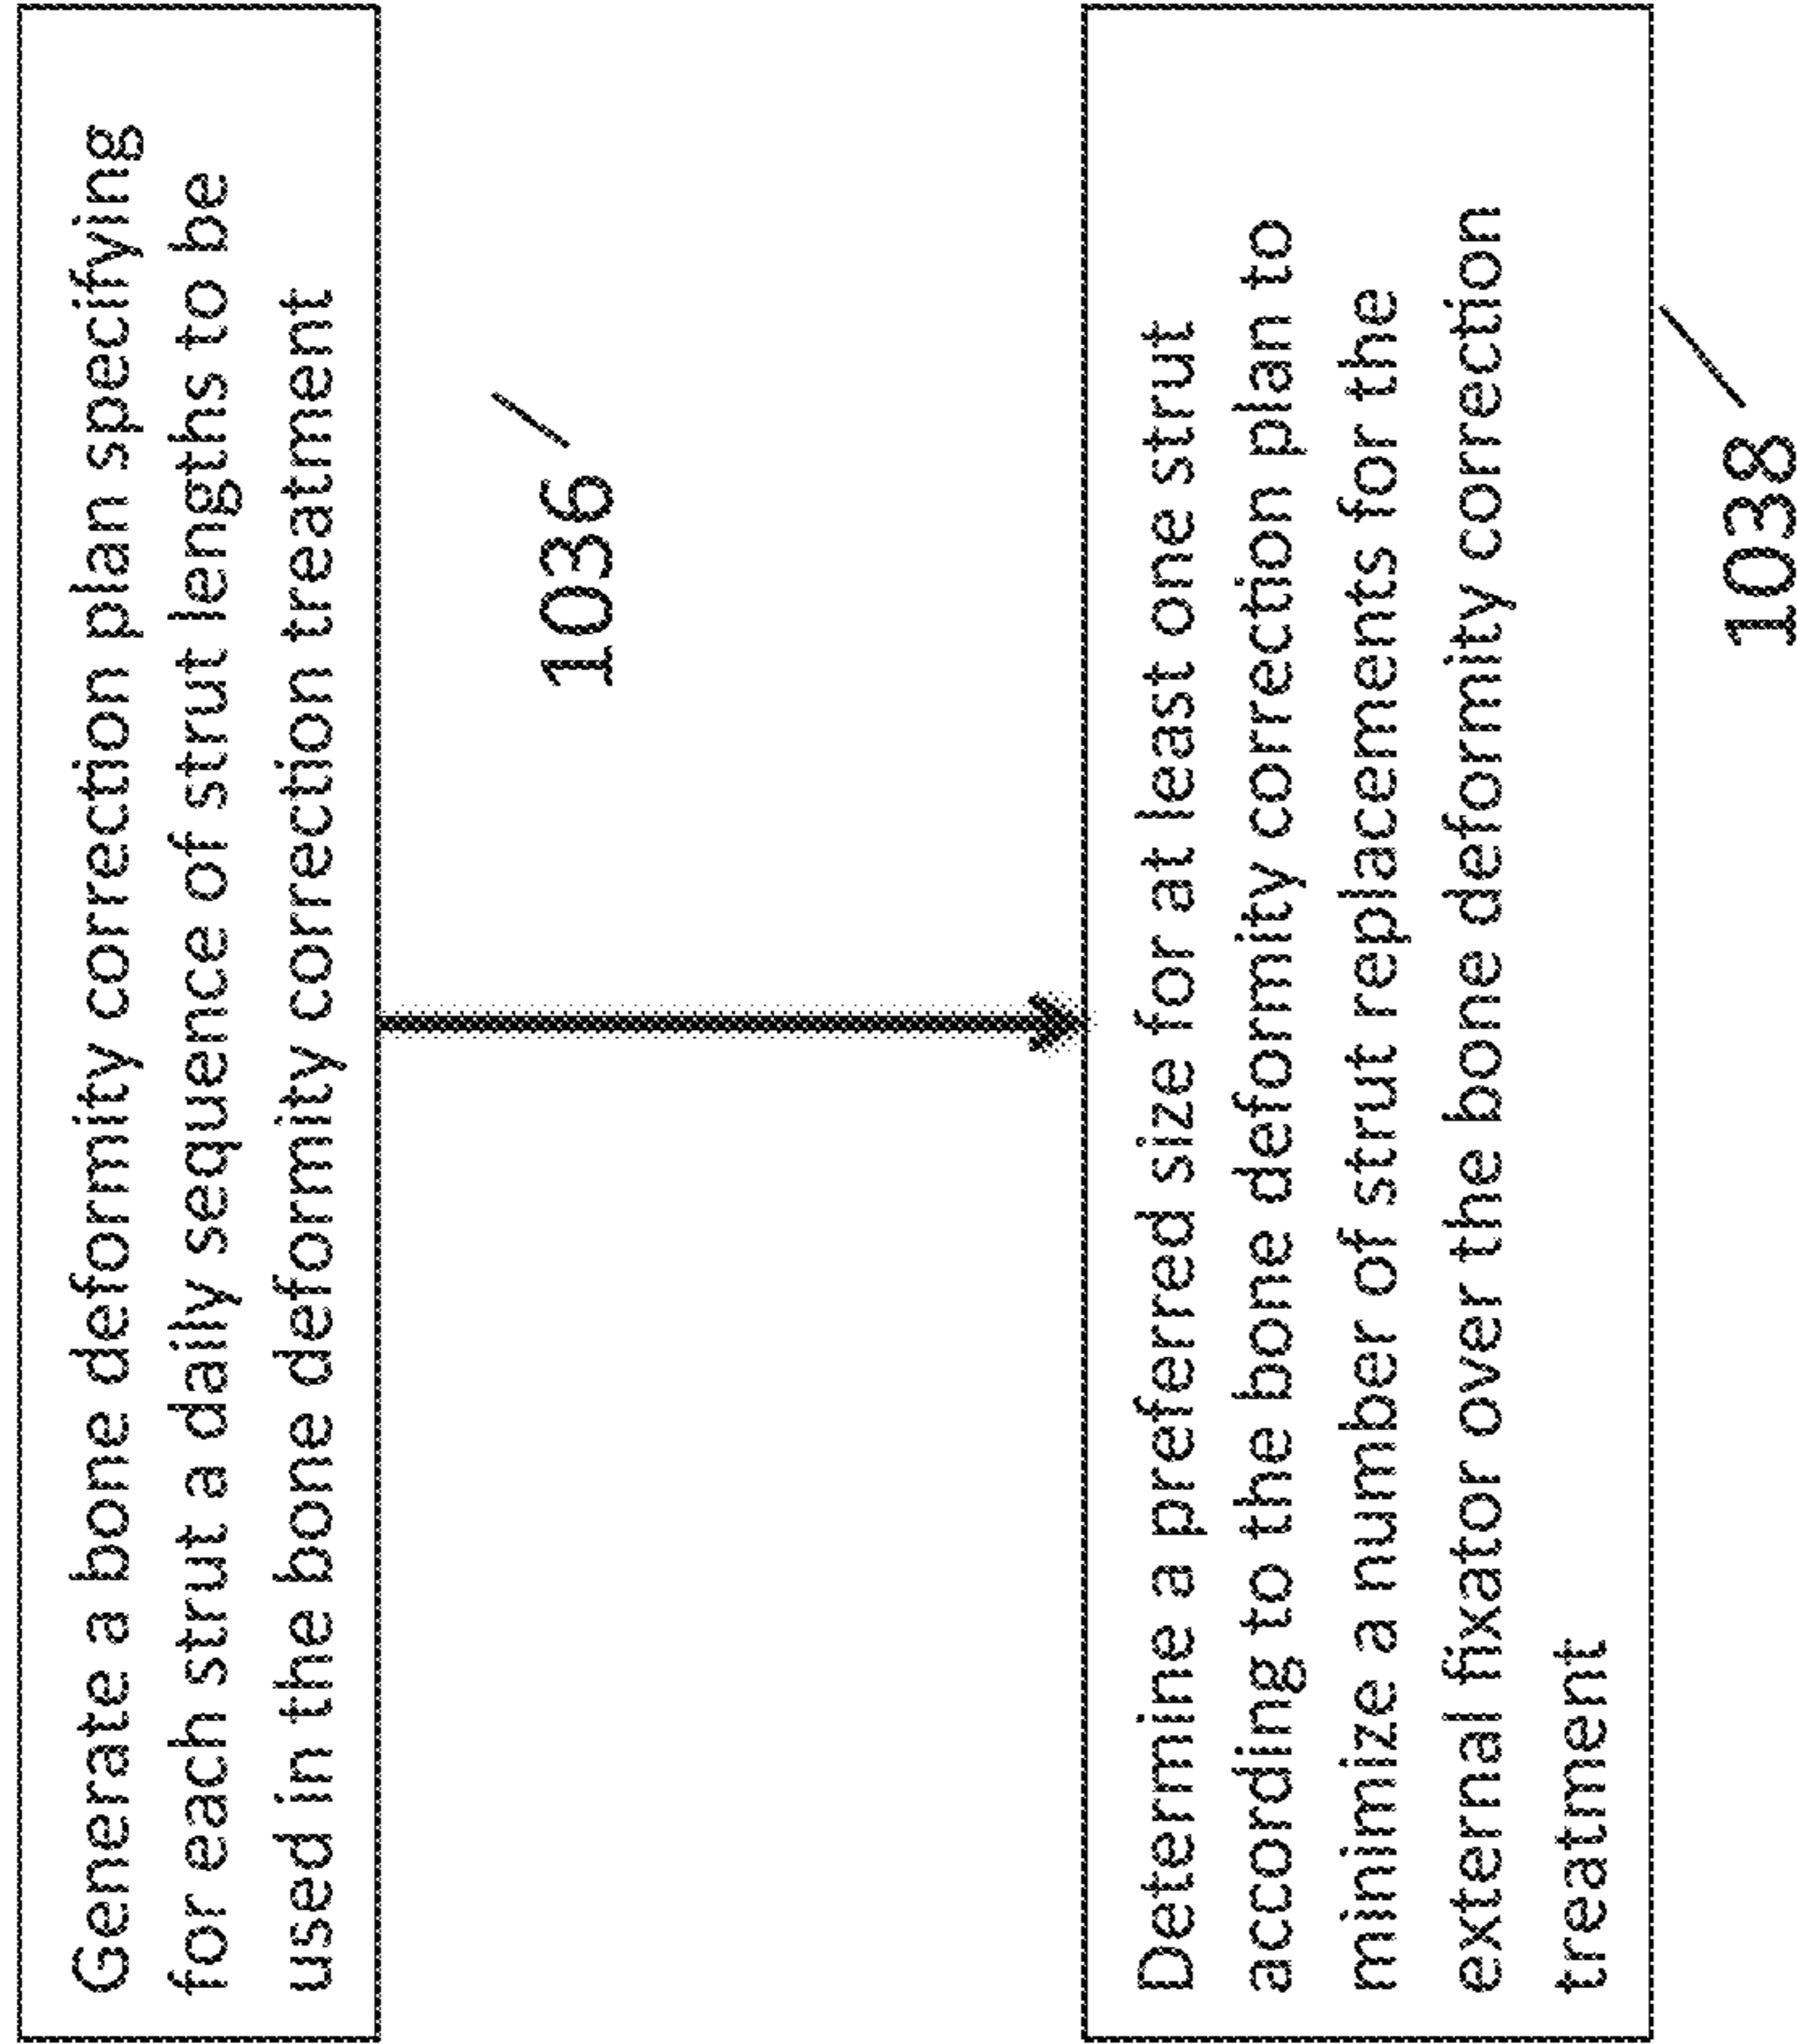 Generate a bone deformity correction plan specifying
for each strut a daily sequence of strut lengths to be
used in the bone deformity correction treatment
1036
Determine a preferred size for at least one strut
according to the bone deformity correction plan to
minimize a number of strut replacements for the
external fixator over the bone deformity correction
treatment
1038